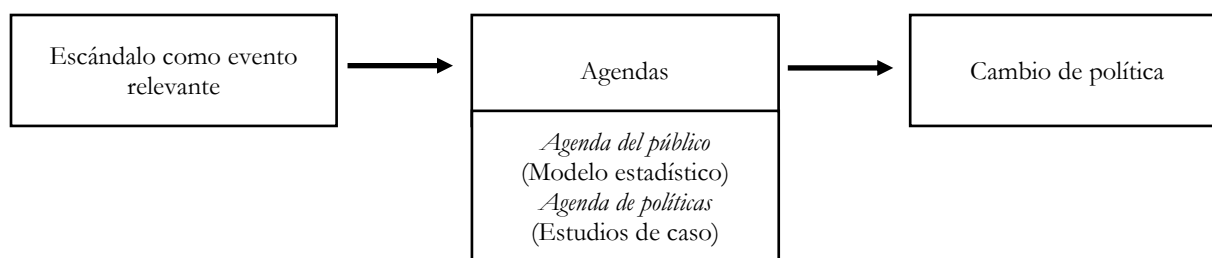 Escándalo como evento
relevante
Agendas
Agenda del público
(Modelo estadístico)
Agenda de políticas
(Estudios de caso)
Cambio de política